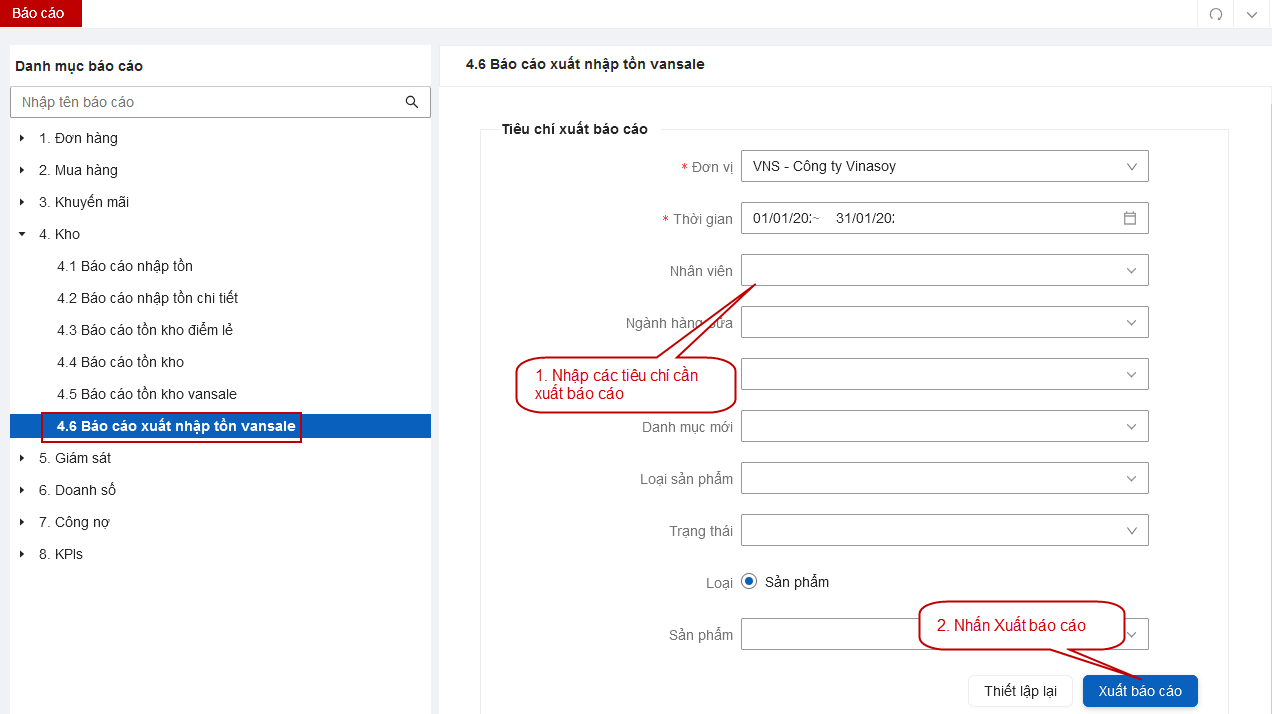 Báo cáo
Danh mục báo cáo
Nhập tên báo cáo
1. Đơn hàng
2. Mua hàng
3. Khuyến mãi
4. Kho
4.1 Báo cáo nhập tồn
4.2 Báo cáo nhập tồn chi tiết
4.3 Báo cáo tồn kho điểm lẻ
4.4 Báo cáo tồn kho
4.5 Báo cáo tồn kho vansale
4.6 Báo cáo xuất nhập tồn vansale
5. Giám sát
6. Doanh số
7. Công nợ
8. KPIs
4.6 Báo cáo xuất nhập tồn vansale
Tiêu chí xuất báo cáo
* Đơn vị VNS - Công ty Vinasoy
* Thời gian 01/01/202~ 31/01/202
Nhân viên
Ngành hàng sữa
1. Nhập các tiêu chí cần
xuất báo cáo
Danh mục mới
Loại sản phẩm
Trạng thái
Loại Sản phẩm
Sản phẩm
2. Nhấn Xuất báo cáo
Thiết lập lại Xuất báo cáo